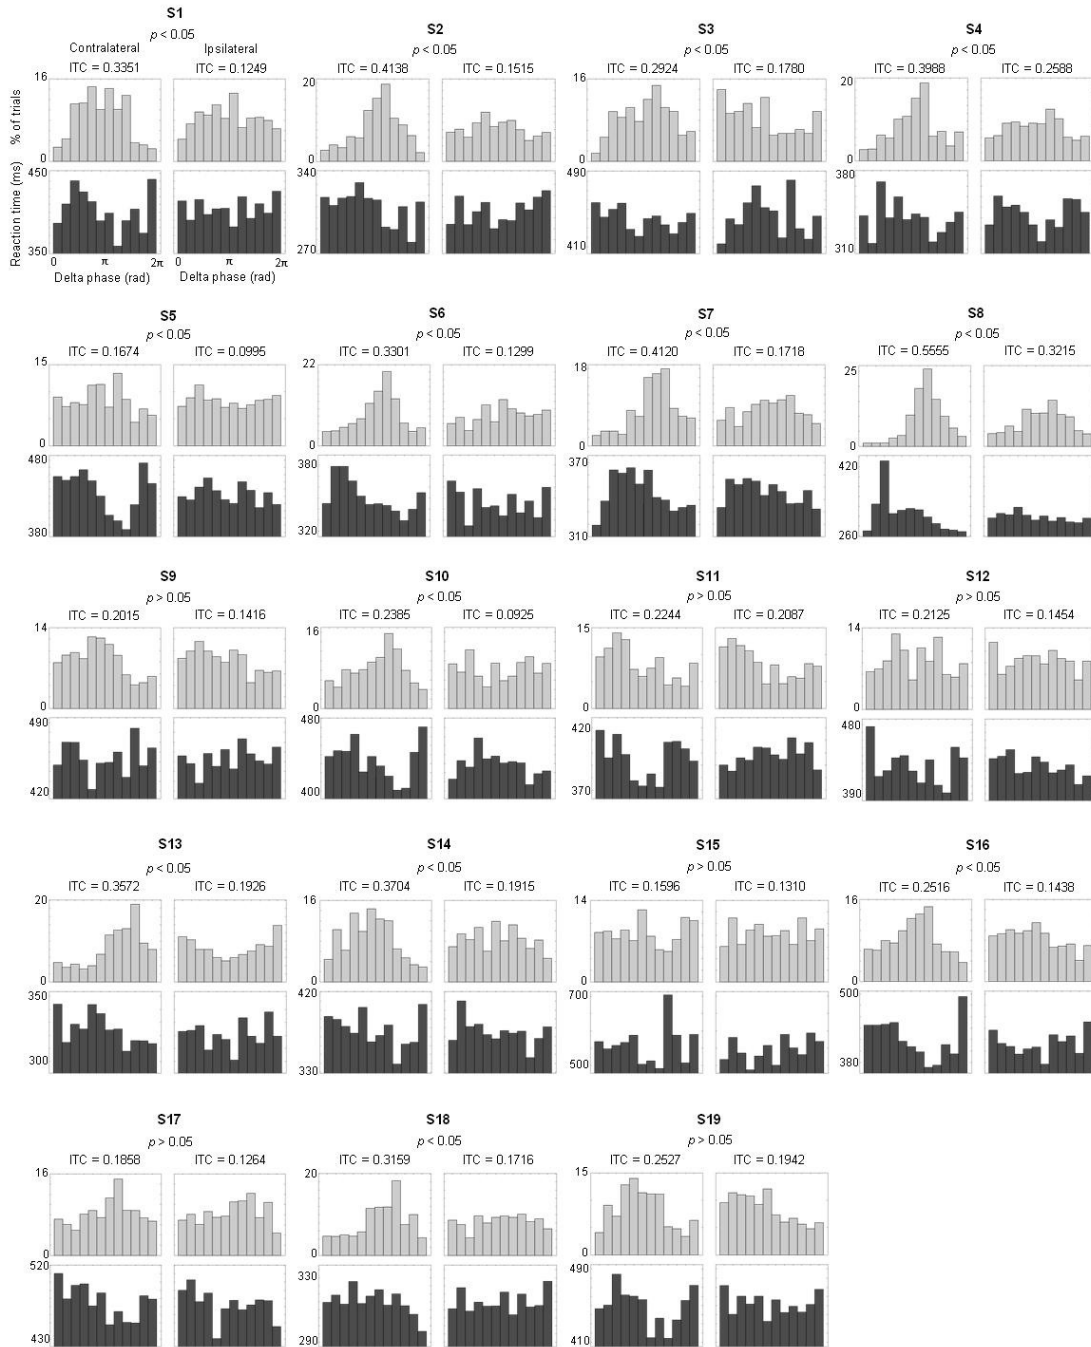 S1
p < 0.05
Contralateral Ipsilateral
ITC = 0.3351 ITC = 0.1249
% of trials
16
0
Reaction time (ms)
450
350
0 π 2π π 2π
Delta phase (rad) Delta phase (rad)
S2
p < 0.05
ITC = 0.4138 ITC = 0.1515
20
0
340
270
S3
p < 0.05
ITC = 0.2924 ITC = 0.1780
16
0
490
410
S4
p < 0.05
ITC = 0.3988 ITC = 0.2588
20
0
380
310
S5
p < 0.05
ITC = 0.1674 ITC = 0.0995
15
0
480
380
S6
p < 0.05
ITC = 0.3301 ITC = 0.1299
22
0
380
320
S7
p < 0.05
ITC = 0.4120 ITC = 0.1718
18
0
370
310
S8
p < 0.05
ITC = 0.5555 ITC = 0.3215
25
0
420
260
S9
p > 0.05
ITC = 0.2015 ITC = 0.1416
14
0
490
420
S10
p < 0.05
ITC = 0.2385 ITC = 0.0925
16
0
480
400
S11
p > 0.05
ITC = 0.2244 ITC = 0.2087
15
0
420
370
S12
p > 0.05
ITC = 0.2125 ITC = 0.1454
14
0
480
390
S13
p < 0.05
ITC = 0.3572 ITC = 0.1926
20
0
350
300
S14
p < 0.05
ITC = 0.3704 ITC = 0.1915
16
0
420
330
S15
p > 0.05
ITC = 0.1596 ITC = 0.1310
14
0
700
500
S16
p < 0.05
ITC = 0.2516 ITC = 0.1438
16
0
500
380
S17
p > 0.05
ITC = 0.1858 ITC = 0.1264
16
0
520
430
S18
p < 0.05
ITC = 0.3159 ITC = 0.1716
20
0
330
290
S19
p > 0.05
ITC = 0.2527 ITC = 0.1942
15
0
490
410